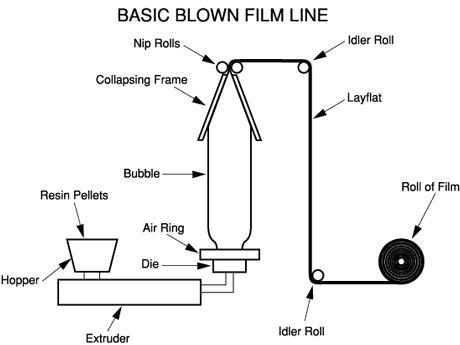 BASIC BLOWN FILM LINE
Nip Rolls
Idler Roll
Collapsing Frame
Layflat
Bubble
Roll of Film
Resin Pellets
Air Ring
Die
Hopper
Idler Roll
Extruder